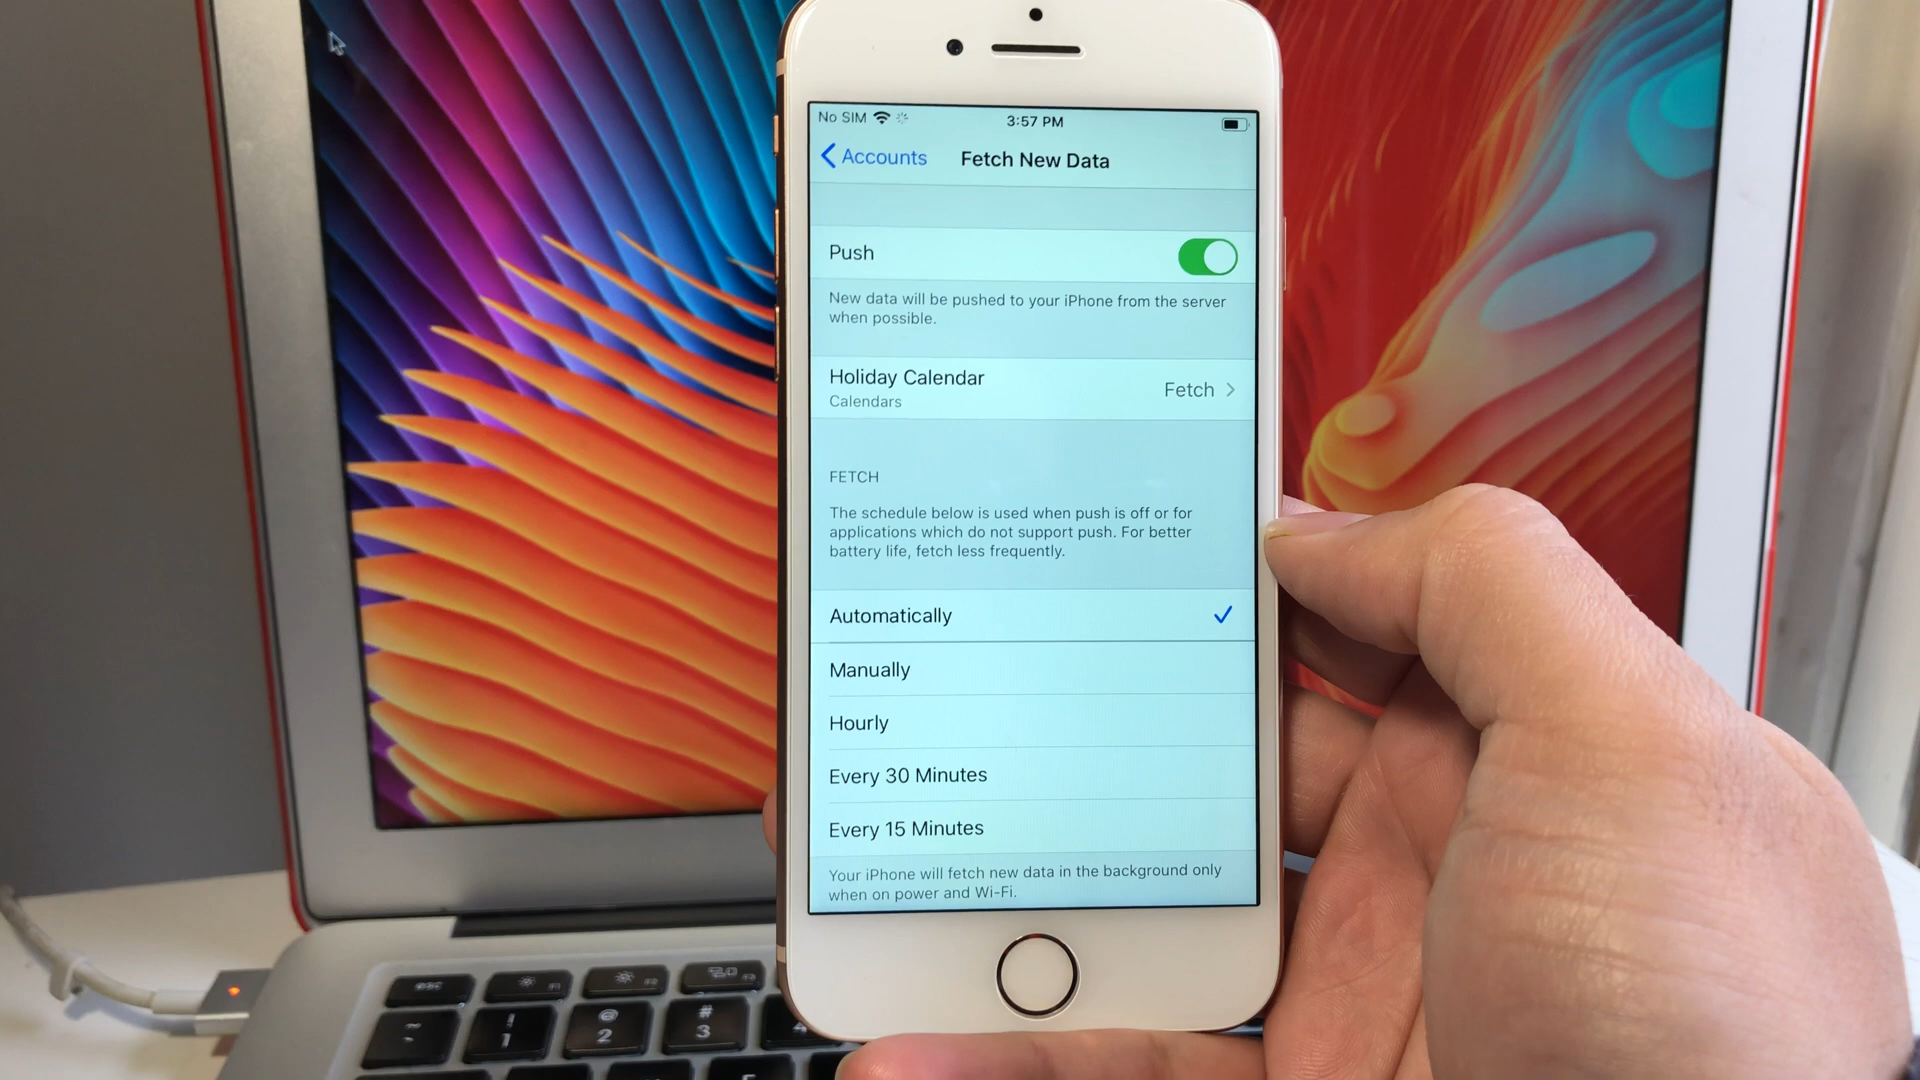 No SIM 3:57 PM
Accounts Fetch New Data
Push
New data will be pushed to your iPhone from the server
when possible.
Holiday Calendar
Calendars
Fetch
FETCH
The schedule below is used when push is off or for
applications which do not support push. For better
battery life, fetch less frequently.
Automatically
Manually
Hourly
Every 30 Minutes
Every 15 Minutes
Your iPhone will fetch new data in the background only
when on power and Wi-Fi.
esc F1 F2
~ ! @ #
1 2 3